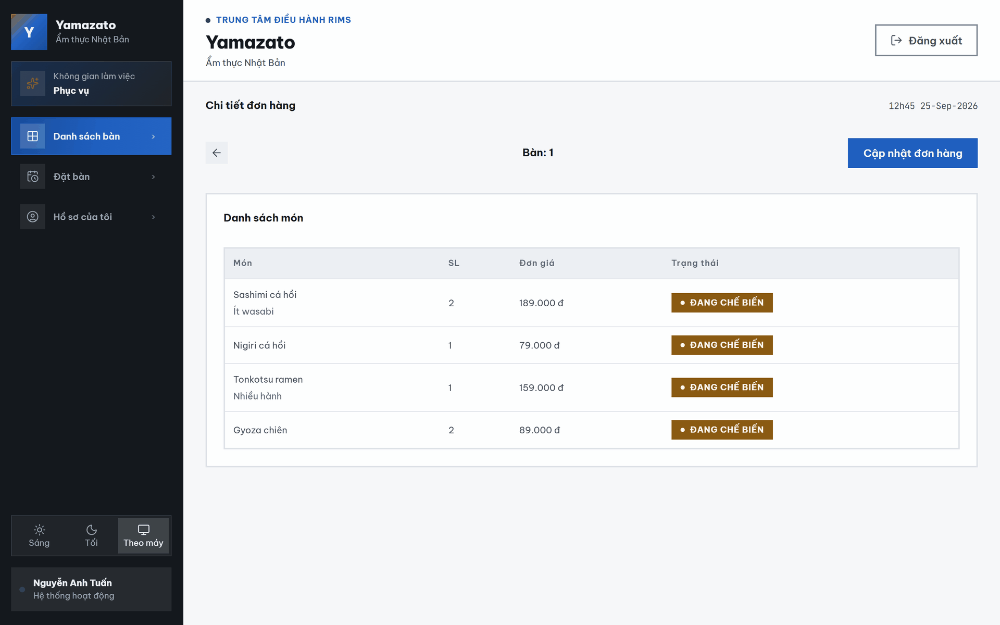 Y
Yamazato
Ẩm thực Nhật Bản
Không gian làm việc
Phục vụ
Danh sách bàn
Đặt bàn
Hồ sơ của tôi
Sáng
Tối
Theo máy
Nguyễn Anh Tuấn
Hệ thống hoạt động
TRUNG TÂM ĐIỀU HÀNH RIMS
Yamazato
Ẩm thực Nhật Bản
Đăng xuất
Chi tiết đơn hàng
12h45 25-Sep-2026
Bàn: 1
Cập nhật đơn hàng
Danh sách món
Món SL Đơn giá Trạng thái
Sashimi cá hồi
Ít wasabi
2 189.000 đ ĐANG CHẾ BIẾN
Nigiri cá hồi 1 79.000 đ ĐANG CHẾ BIẾN
Tonkotsu ramen
Nhiều hành
1 159.000 đ ĐANG CHẾ BIẾN
Gyoza chiên 2 89.000 đ ĐANG CHẾ BIẾN